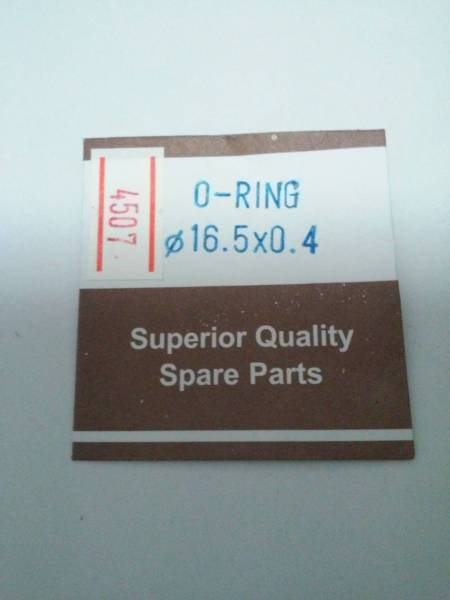 4507
O-RING
ø16.5x0.4
Superior Quality
Spare Parts